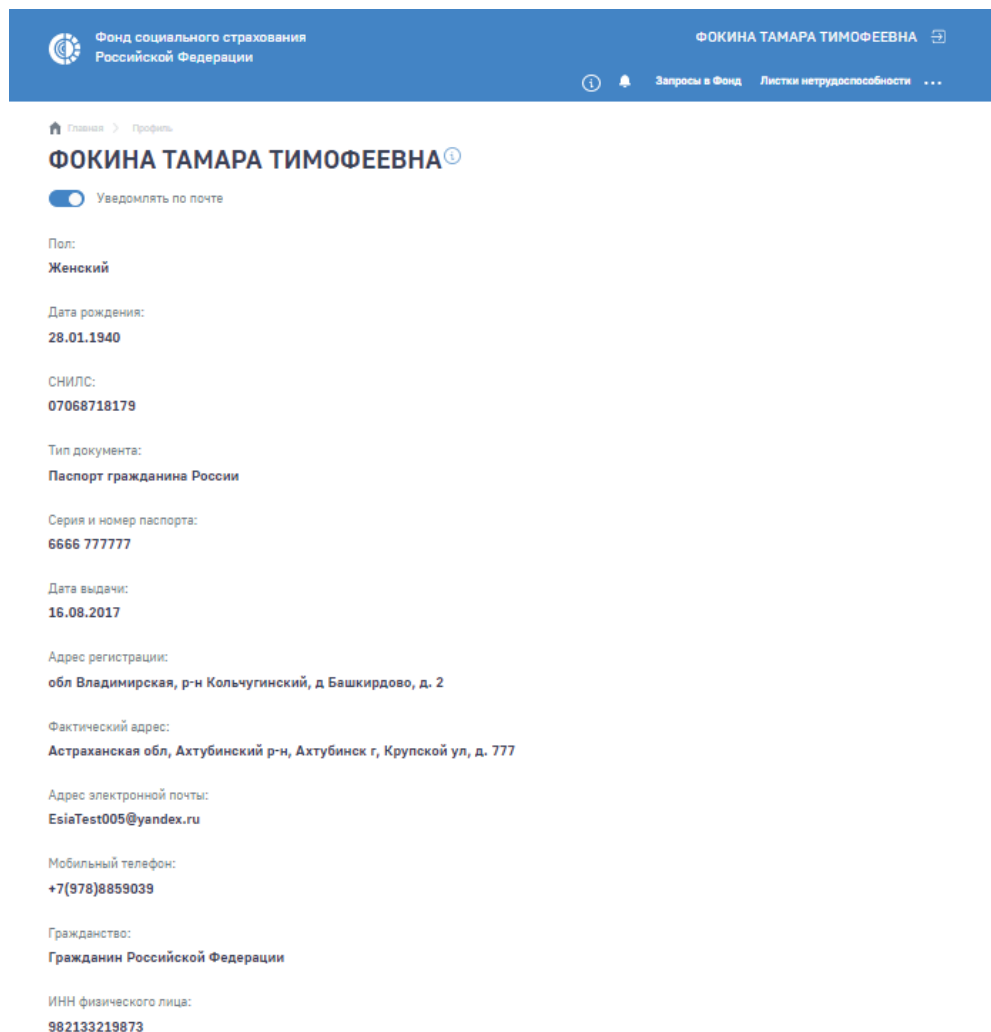 Фонд социального страхования
Российской Федерации
ФОКИНА ТАМАРА ТИМОФЕЕВНА
Запросы в Фонд Листки нетрудоспособности ...
Главная > Профиль
ФОКИНА ТАМАРА ТИМОФЕЕВНА
Уведомлять по почте
Пол:
Женский
Дата рождения:
28.01.1940
СНИЛС:
07068718179
Тип документа:
Паспорт гражданина России
Серия и номер паспорта:
6666 777777
Дата выдачи:
16.08.2017
Адрес регистрации:
обл Владимирская, р-н Кольчугинский, д Башкирдово, д. 2
Фактический адрес:
Астраханская обл, Ахтубинский р-н, Ахтубинск г, Крупской ул, д. 777
Адрес электронной почты:
EsiaTest005@yandex.ru
Мобильный телефон:
+7(978)8859039
Гражданство:
Гражданин Российской Федерации
ИНН физического лица:
982133219873